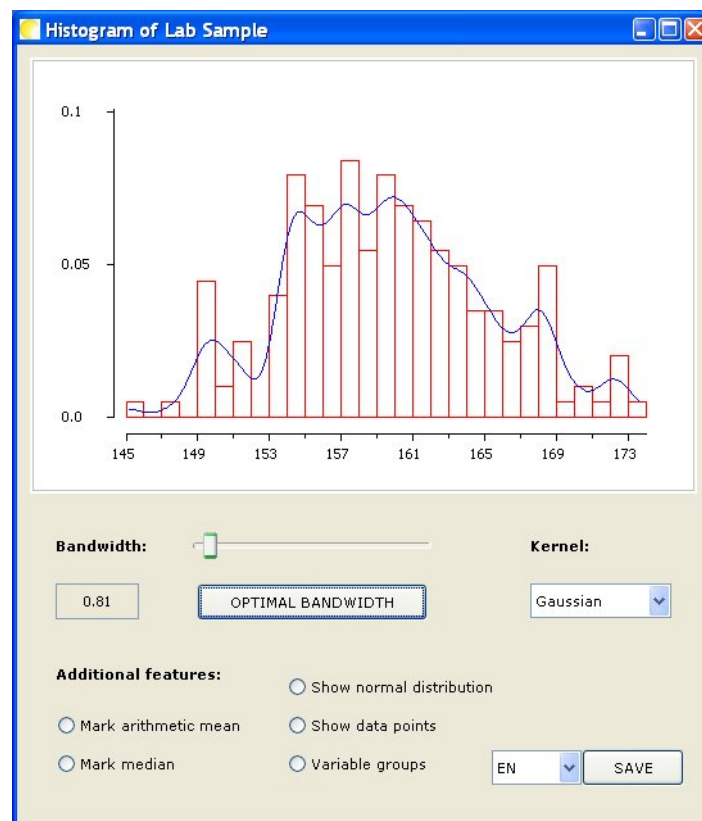 Histogram of Lab Sample
0.1
0.05
0.0
145 149 153 157 161 165 169 173
Bandwidth:
Kernel:
0.81
OPTIMAL BANDWIDTH
Gaussian
Additional features:
Show normal distribution
Mark arithmetic mean
Show data points
Mark median
Variable groups
EN
SAVE